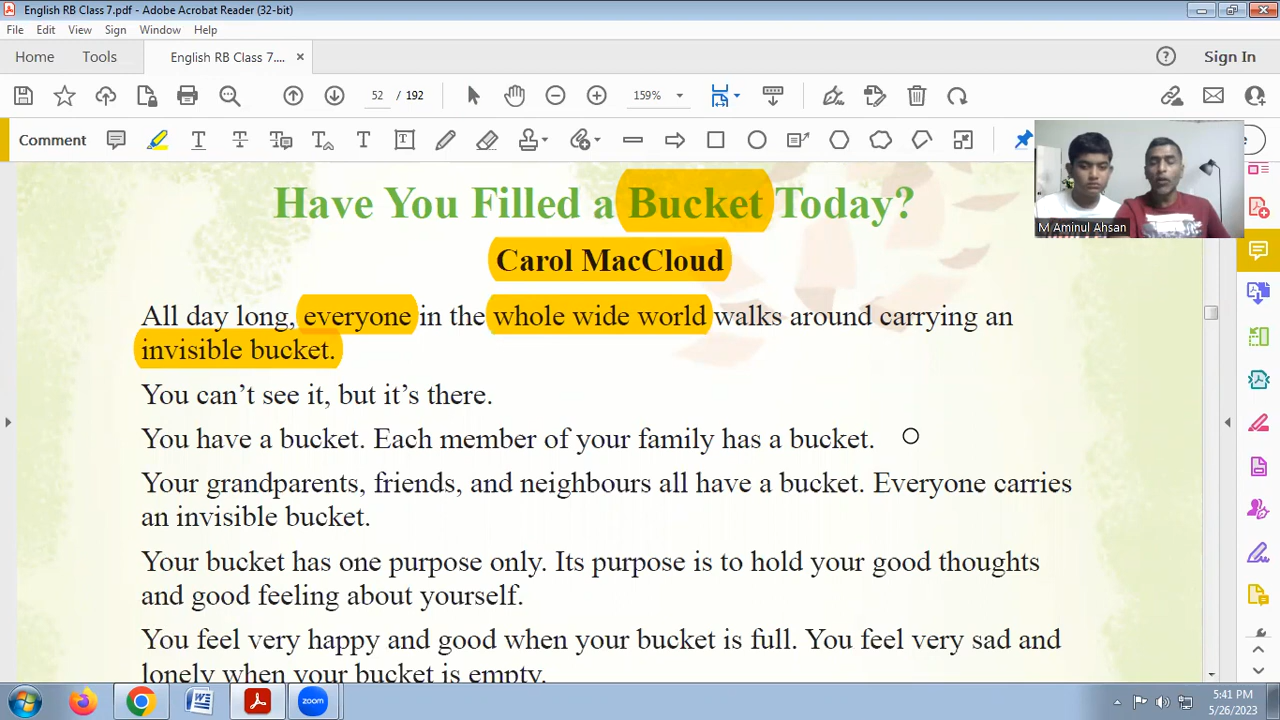 English RB Class 7.pdf - Adobe Acrobat Reader (32-bit)
File Edit View Sign Window Help
Home Tools English RB Class 7.... × Sign In
52 / 192 159%
Comment
M Aminul Ahsan
Have You Filled a Bucket Today?
Carol MacCloud
All day long, everyone in the whole wide world walks around carrying an
invisible bucket.
You can't see it, but it's there.
You have a bucket. Each member of your family has a bucket.
Your grandparents, friends, and neighbours all have a bucket. Everyone carries
an invisible bucket.
Your bucket has one purpose only. Its purpose is to hold your good thoughts
and good feeling about yourself.
You feel very happy and good when your bucket is full. You feel very sad and
lonely when your bucket is empty.
zoom
5:41 PM
5/26/2023